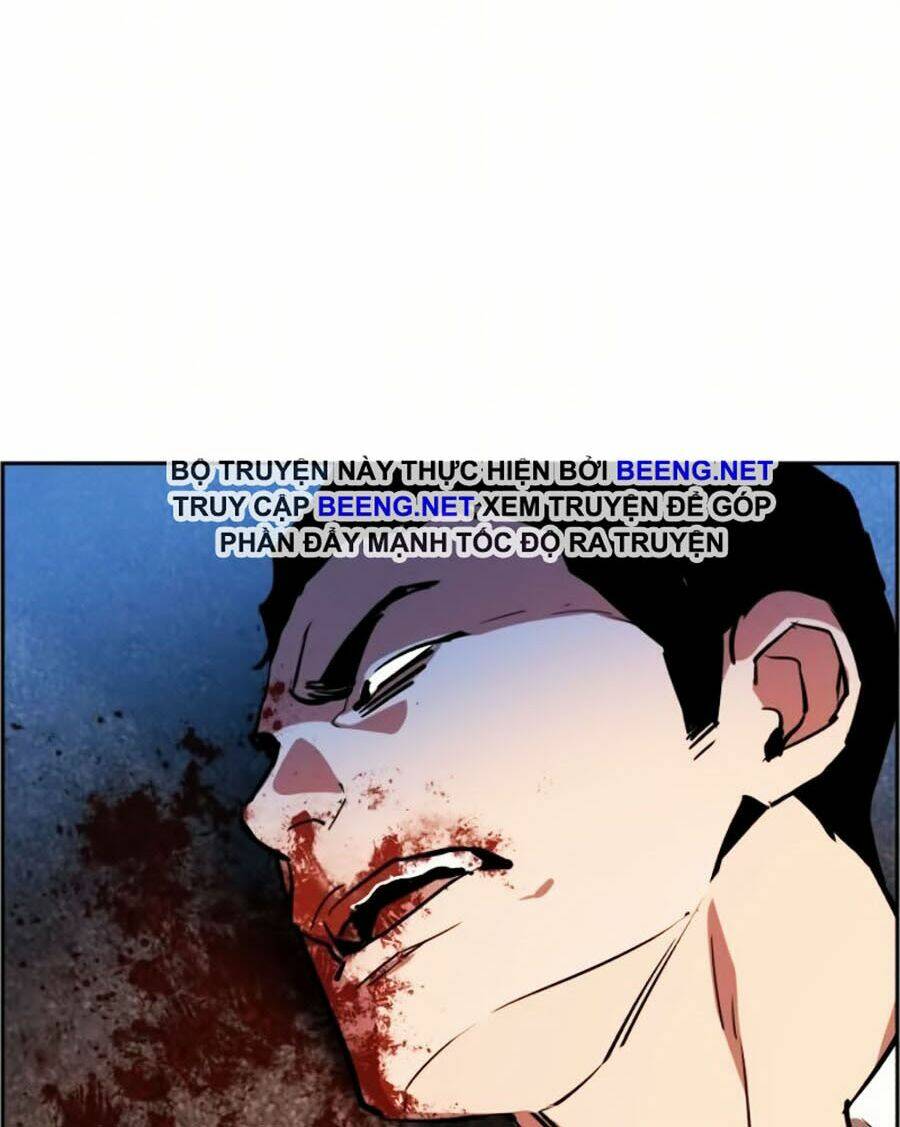 BỘ TRUYỆN NÀY THỰC HIỆN BỞI BEENG.NET
TRUY CẬP BEENG.NET XEM TRUYỆN ĐỂ GÓP
PHẦN ĐẨY MẠNH TỐC ĐỘ RA TRUYỆN